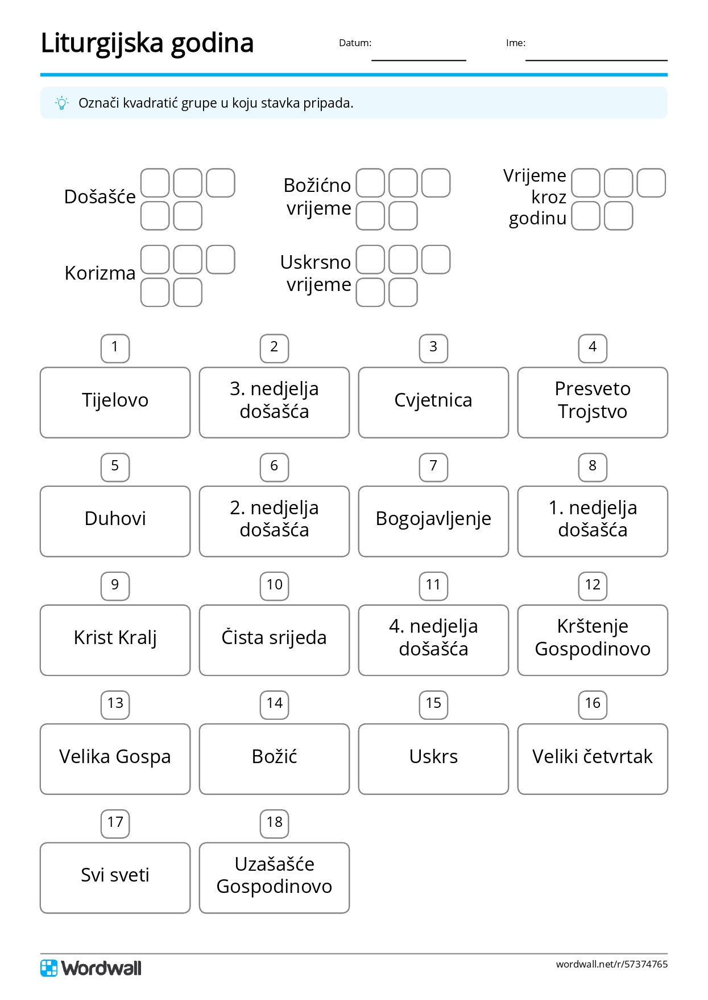 Liturgijska godina
Datum:
Ime:
Označi kvadratić grupe u koju stavka pripada.
Došašće
Božićno
vrijeme
Vrijeme
kroz
godinu
Korizma
Uskrsno
vrijeme
1
2
3
4
Tijelovo
3. nedjelja
došašća
Cvjetnica
Presveto
Trojstvo
5
6
7
8
Duhovi
2. nedjelja
došašća
Bogojavljenje
1. nedjelja
došašća
9
10
11
12
Krist Kralj
Čista srijeda
4. nedjelja
došašća
Krštenje
Gospodinovo
13
14
15
16
Velika Gospa
Božić
Uskrs
Veliki četvrtak
17
18
Svi sveti
Uzašašće
Gospodinovo
Wordwall
wordwall.net/r/57374765